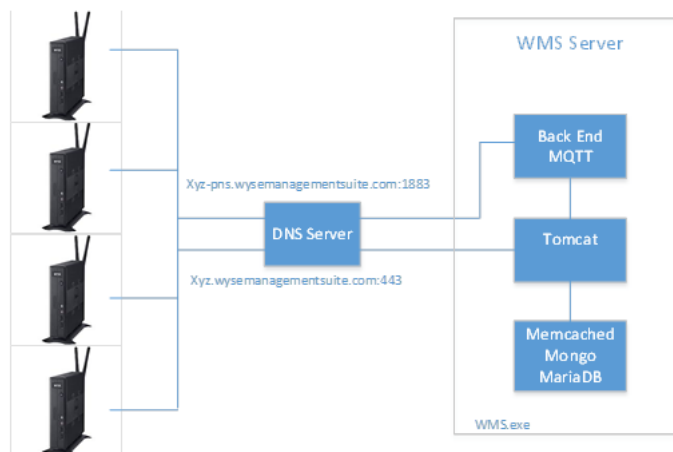 WMS Server
Back End
MQTT
Xyz-pns.wysemanagementsuite.com:1883
DNS Server
Tomcat
Xyz.wysemanagementsuite.com:443
Memcached
Mongo
MariaDB
WMS.exe